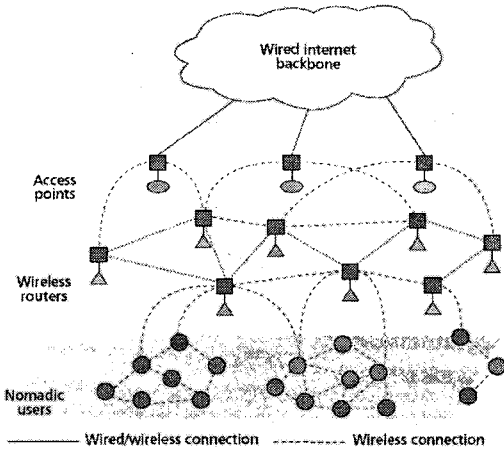 Wired internet
backbone
Access
points
Wireless
routers
Nomadic
users
Wired/wireless connection
Wireless connection